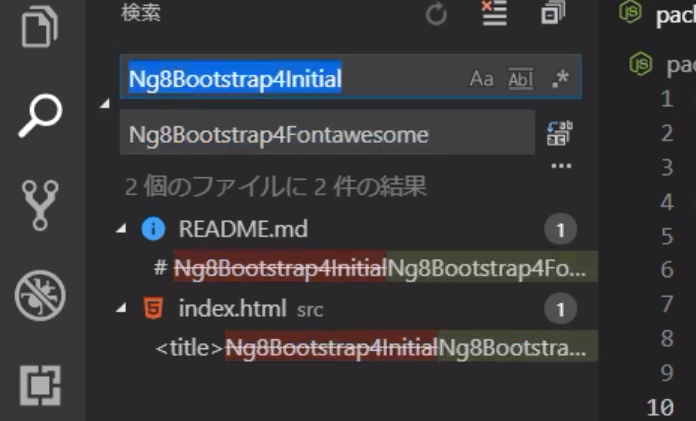 検索
Ng8Bootstrap4Initial Aa Abl .*
Ng8Bootstrap4Fontawesome
2 個のファイルに 2 件の結果
README.md 1
# Ng8Bootstrap4InitialNg8Bootstrap4Fo...
index.html src 1
<title>Ng8Bootstrap4InitialNg8Bootstra...
pac
pac
1
2
3
4
5
6
7
8
9
10